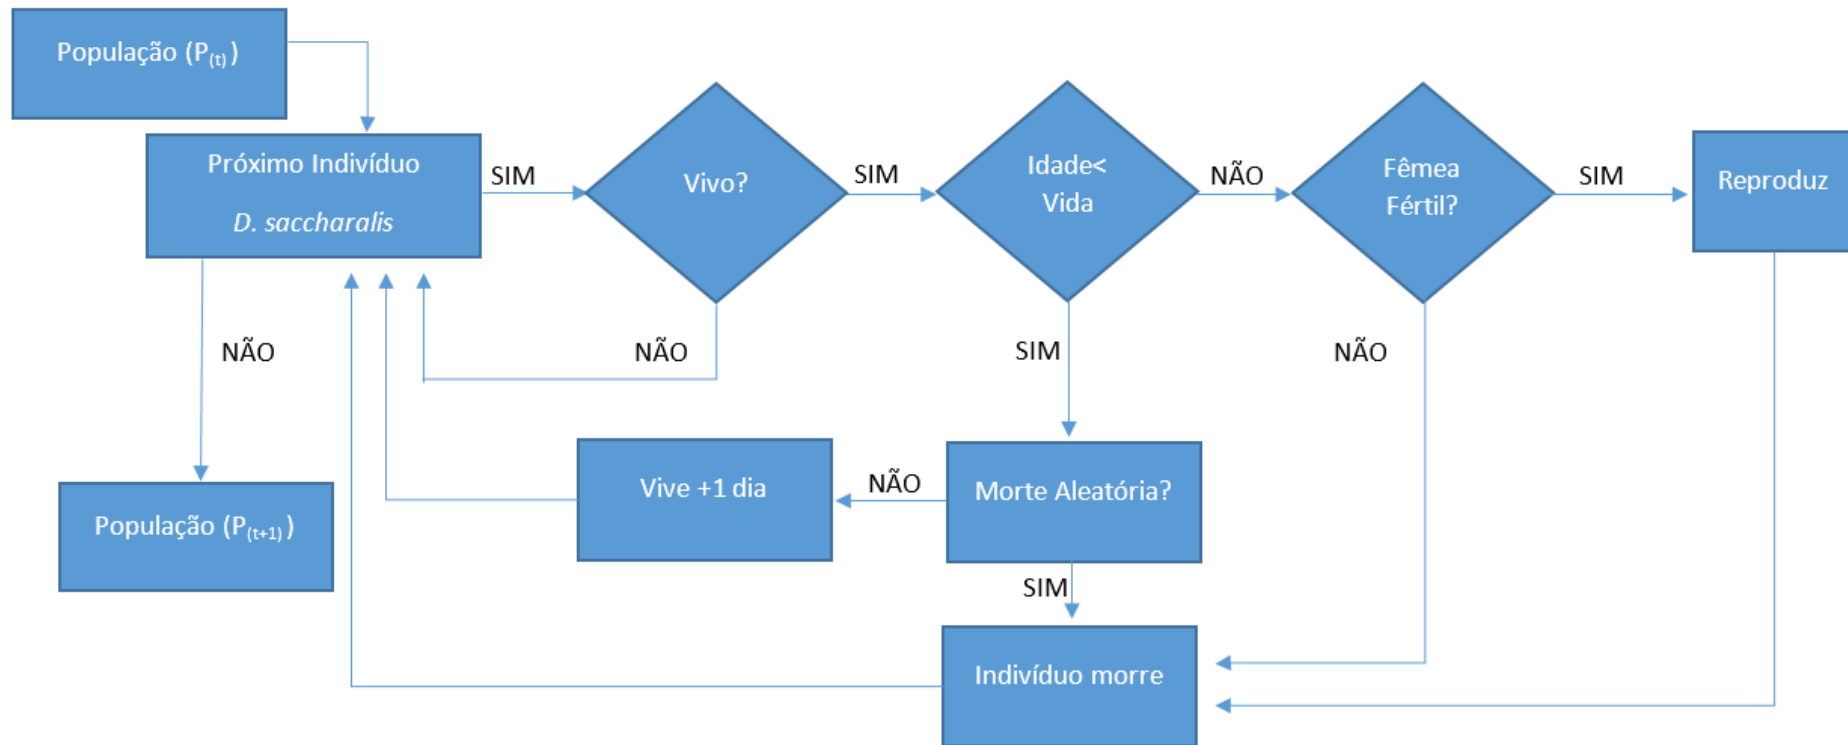 População (P(t))
Próximo Indivíduo
D. saccharalis
SIM
Vivo?
SIM
Idade<
Vida
NÃO
Fêmea
Fértil?
SIM
Reproduz
NÃO
NÃO
SIM
NÃO
População (P(t+1))
Vive +1 dia
NÃO
Morte Aleatória?
SIM
Indivíduo morre